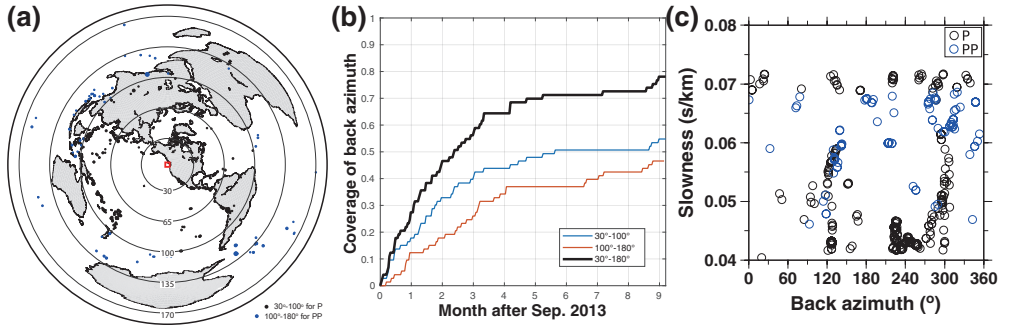 (a)
30
65
100
135
170
30°-100° for P
100°-180° for PP
(b)
Coverage of back azimuth
1
0.9
0.8
0.7
0.6
0.5
0.4
0.3
0.2
0.1
0
0 1 2 3 4 5 6 7 8 9
Month after Sep. 2013
30°-100°
100°-180°
30°-180°
(c)
Slowness (s/km)
0.08
0.07
0.06
0.05
0.04
0 60 120 180 240 300 360
Back azimuth (°)
P
PP